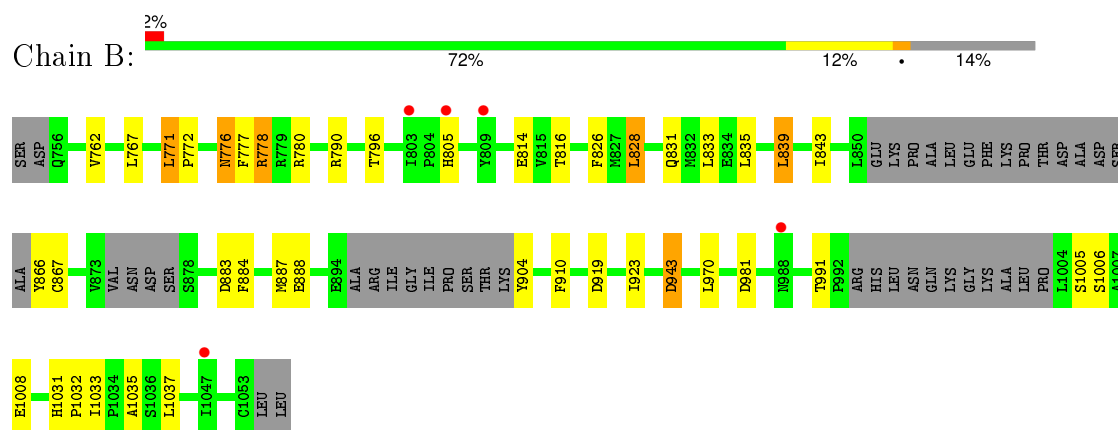 2%
Chain B:
72% 12% • 14%
SER ASP Q756 V762 L767 L771 P772 N776 F777 R778 R779 R780 R790 T796 I803 P804 H805 Y809 E814 V815 T816 F826 M827 L828 Q831 M832 L833 E834 L835 L839 I843 L850 GLU LYS PRO ALA LEU GLU GLU PHE LYS PRO THR ASP ALA ASP SER
ALA Y866 C867 V873 VAL ASN ASP SER S878 D883 F884 M887 E888 E894 ALA ARG ILE GLY ILE PRO SER THR LYS Y904 F910 D919 I923 D943 L970 D981 N988 T991 P992 ARG HIS LEU ASN GLN LYS GLY LYS ALA LEU PRO L1004 S1005 S1006 A1007
E1008 H1031 P1032 I1033 P1034 A1035 S1036 L1037 I1047 C1053 LEU LEU